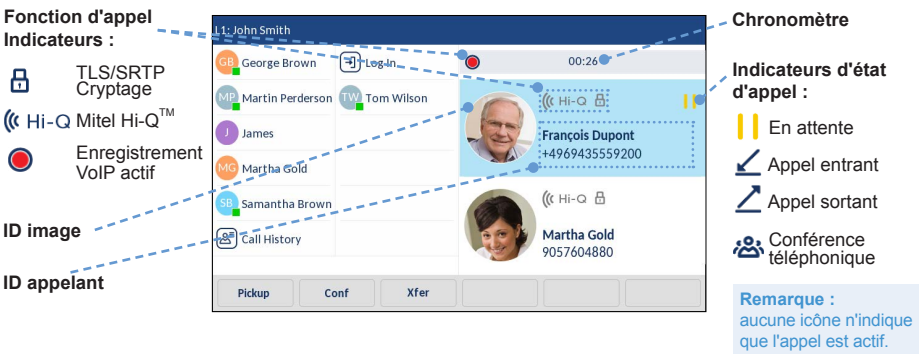 Fonction d'appel
Indicateurs :
TLS/SRTP
Cryptage
Hi-Q Mitel Hi-Q™
Enregistrement
VoIP actif
ID image
ID appelant
L1: John Smith
GB George Brown
Log In
MP Martin Perderson
TW Tom Wilson
J James
MG Martha Gold
SB Samantha Brown
Call History
00:26
Hi-Q
François Dupont
+4969435559200
Hi-Q
Martha Gold
9057604880
Pickup Conf Xfer
Chronomètre
Indicateurs d'état
d'appel :
En attente
Appel entrant
Appel sortant
Conférence
téléphonique
Remarque :
aucune icône n'indique
que l'appel est actif.